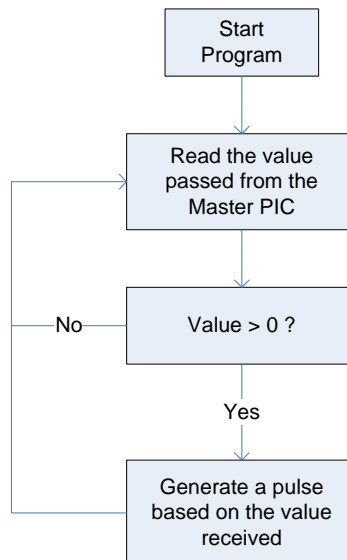 Start
Program
Read the value
passed from the
Master PIC
Value > 0 ?
No
Yes
Generate a pulse
based on the value
received